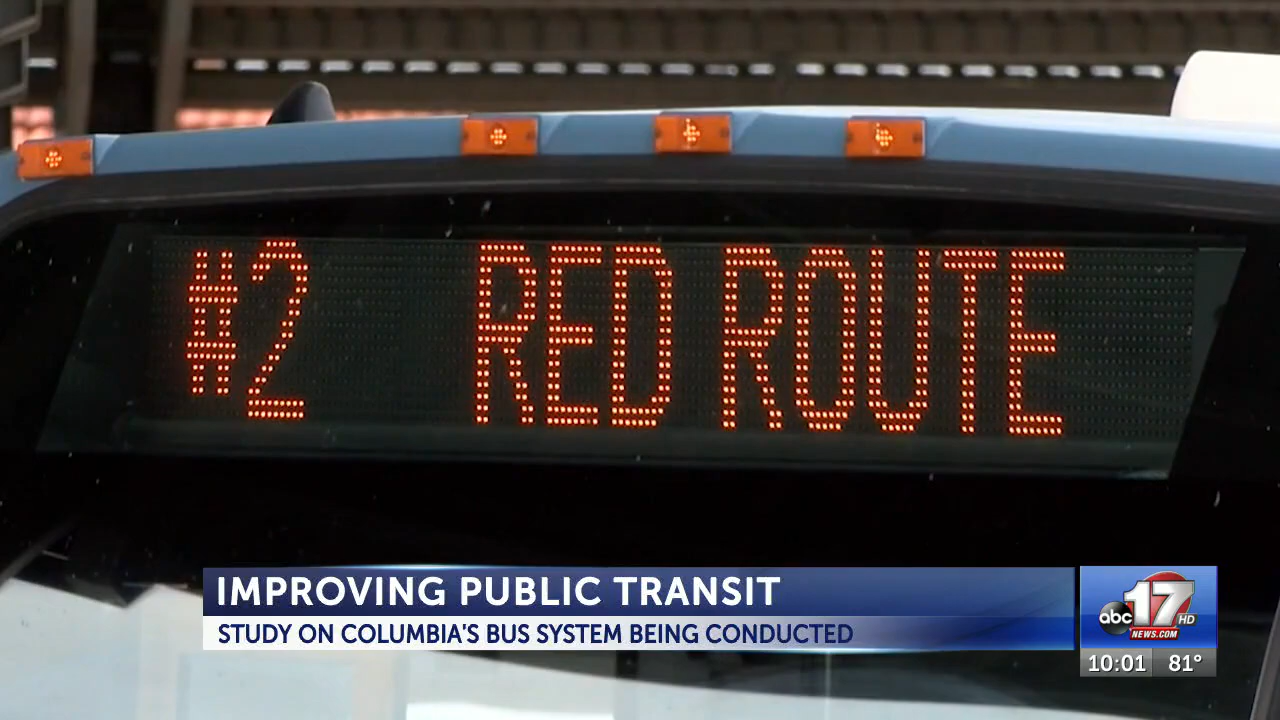 #2 RED ROUTE
IMPROVING PUBLIC TRANSIT
STUDY ON COLUMBIA'S BUS SYSTEM BEING CONDUCTED
abc 17 HD
NEWS.COM
10:01 81°